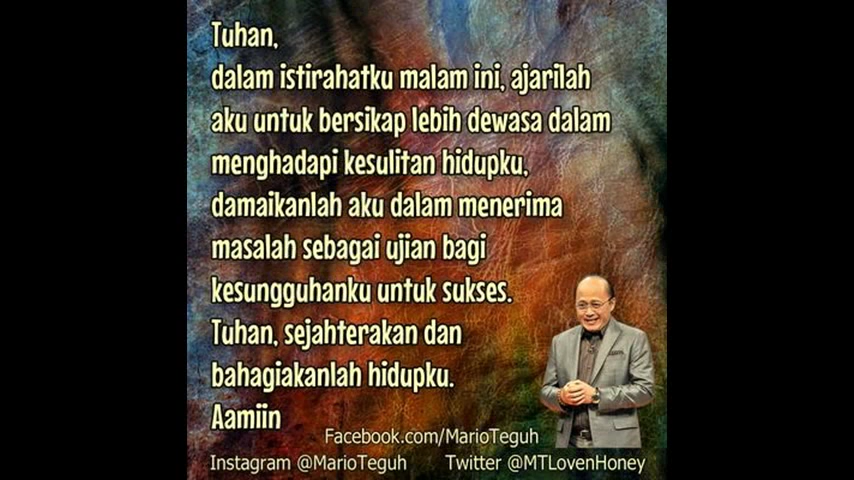 Tuhan,
dalam istirahatku malam ini, ajarilah
aku untuk bersikap lebih dewasa dalam
menghadapi kesulitan hidupku,
damaikanlah aku dalam menerima
masalah sebagai ujian bagi
kesungguhanku untuk sukses.
Tuhan, sejahterakan dan
bahagiakanlah hidupku.
Aamiin
Facebook.com/MarioTeguh
Instagram @MarioTeguh Twitter @MTLovenHoney